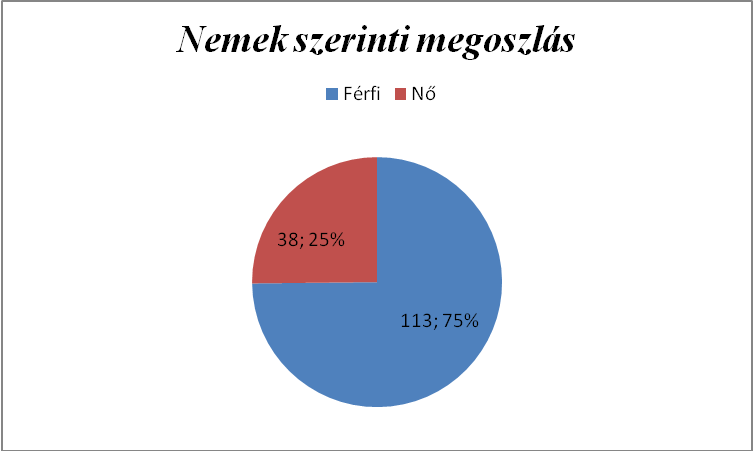 Nemek szerinti megoszlás
Férfi Nő
38; 25%
113; 75%